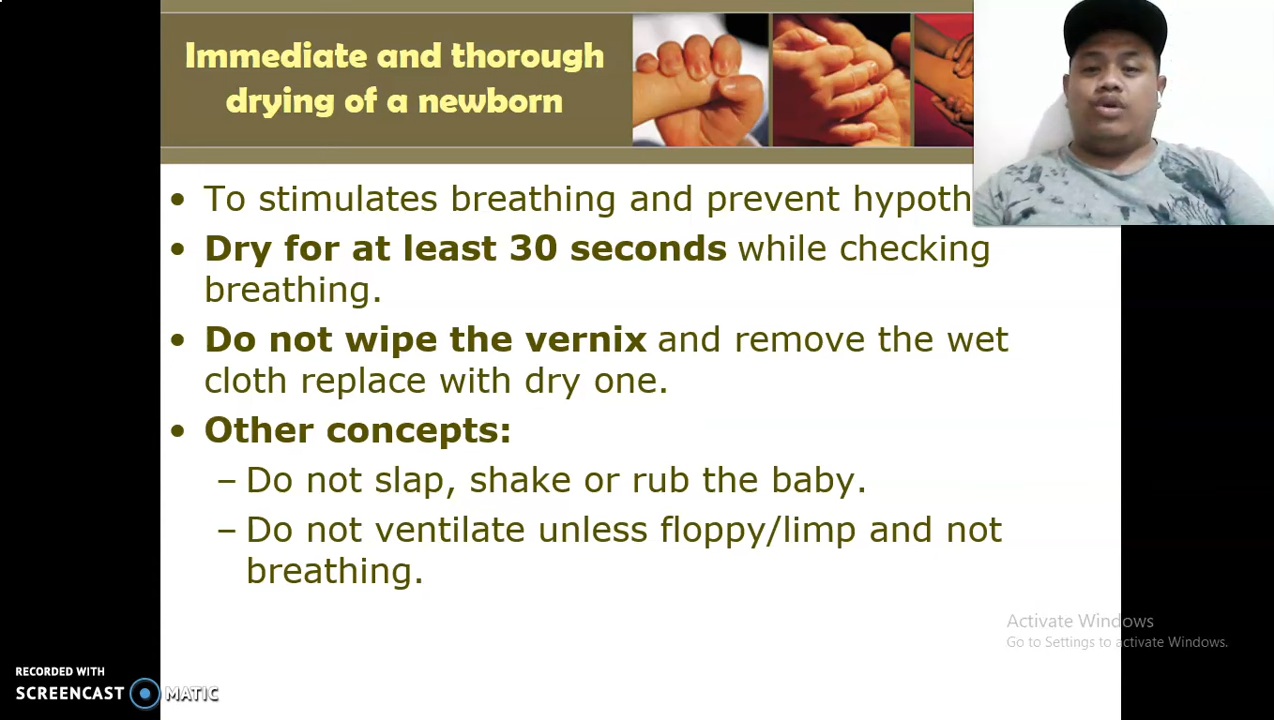 Immediate and thorough
drying of a newborn
• To stimulates breathing and prevent
• Dry for at least 30 seconds while checking
breathing.
• Do not wipe the vernix and remove the wet
cloth replace with dry one.
• Other concepts:
– Do not slap, shake or rub the baby.
– Do not ventilate unless floppy/limp and not
breathing.
Activate Windows
Go to Settings to activate Windows.
RECORDED WITH
SCREENCAST MATIC